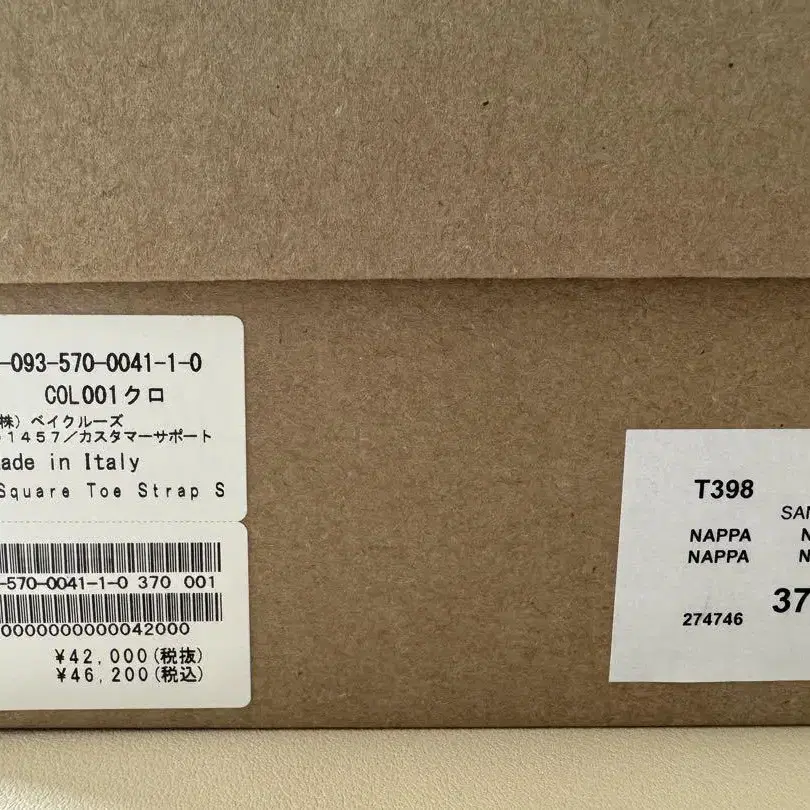 -093-570-0041-1-0
COL001クロ
株）ベイクルーズ
1457／カスタマーサポート
ade in Italy
Square Toe Strap S
-570-0041-1-0 370 001
0000000000042000
¥42,000(税抜)
¥46,200(税込)
T398
SAN
NAPPA N
NAPPA N
274746 37